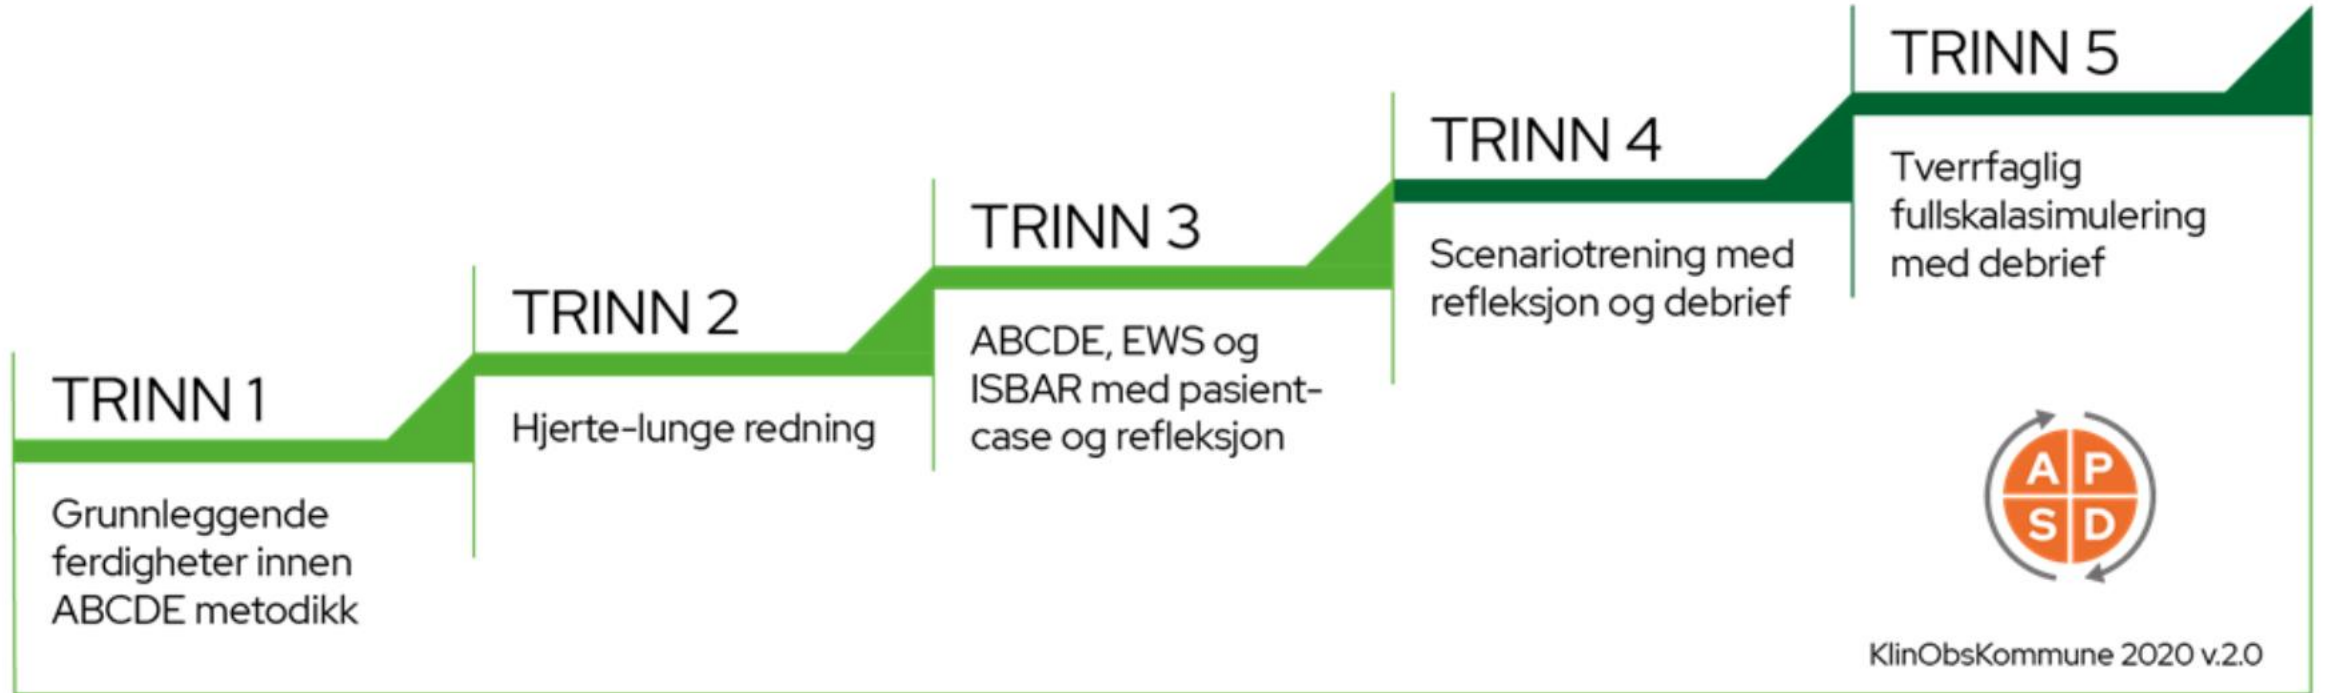 TRINN 1
Grunnleggende
ferdigheter innen
ABCDE metodikk
TRINN 2
Hjerte-lunge redning
TRINN 3
ABCDE, EWS og
ISBAR med pasient-
case og refleksjon
TRINN 4
Scenariotrening med
refleksjon og debrief
TRINN 5
Tverrfaglig
fullskalasimulering
med debrief
A P
S D
KlinObsKommune 2020 v.2.0